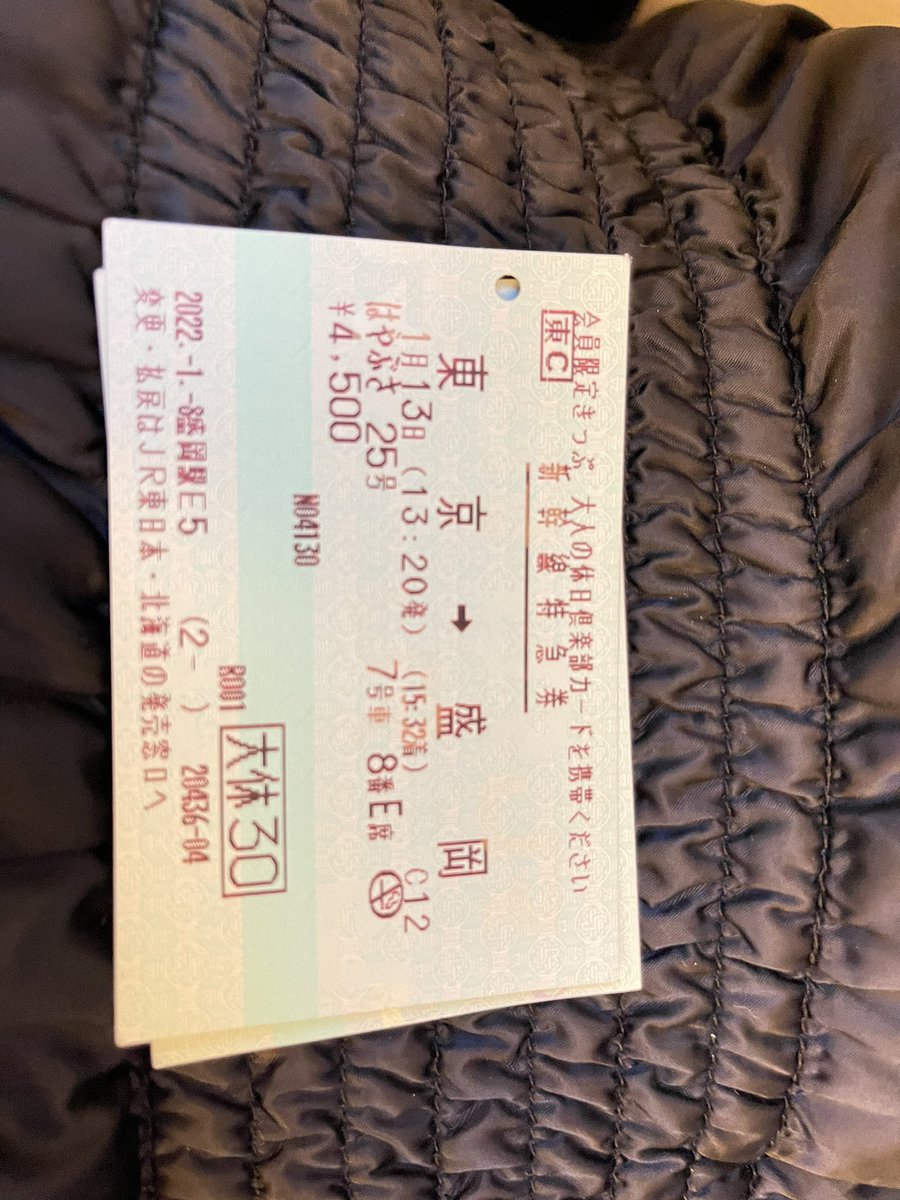 会員限定きっぷ 大人の休日倶楽部カードを携帯ください
東C
新幹線特急券
東京 → 盛岡
1月13日(13:20発) (15:32着) C12
はやぶさ 25号 7号車 8番E席
¥4,500
N04130
R001 大休30
2022.-1.-8盛岡駅E5 (2- ) 20436-04
変更・払戻はJR東日本・北海道の発売窓口へ